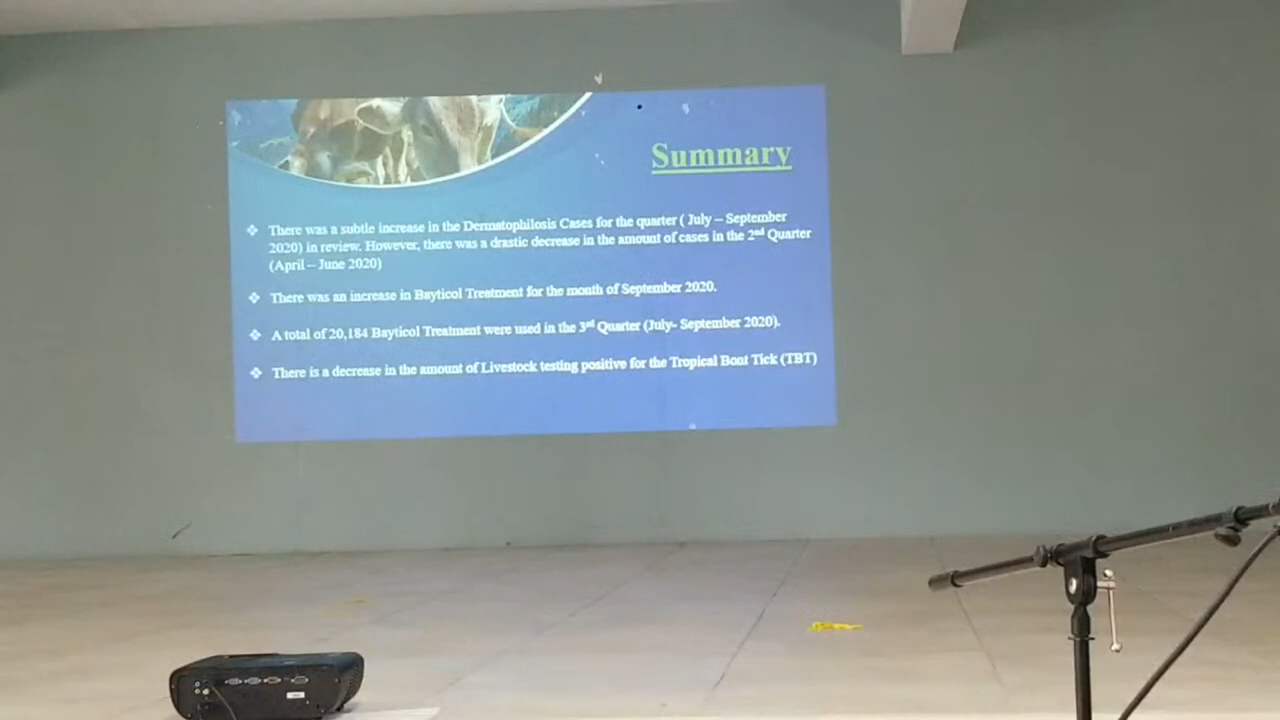 Summary
❖ There was a subtle increase in the Dermatophilosis Cases for the quarter ( July – September
2020) in review. However, there was a drastic decrease in the amount of cases in the 2nd Quarter
(April – June 2020)
❖ There was an increase in Bayticol Treatment for the month of September 2020.
❖ A total of 20,184 Bayticol Treatment were used in the 3rd Quarter (July- September 2020).
❖ There is a decrease in the amount of Livestock testing positive for the Tropical Bont Tick (TBT)